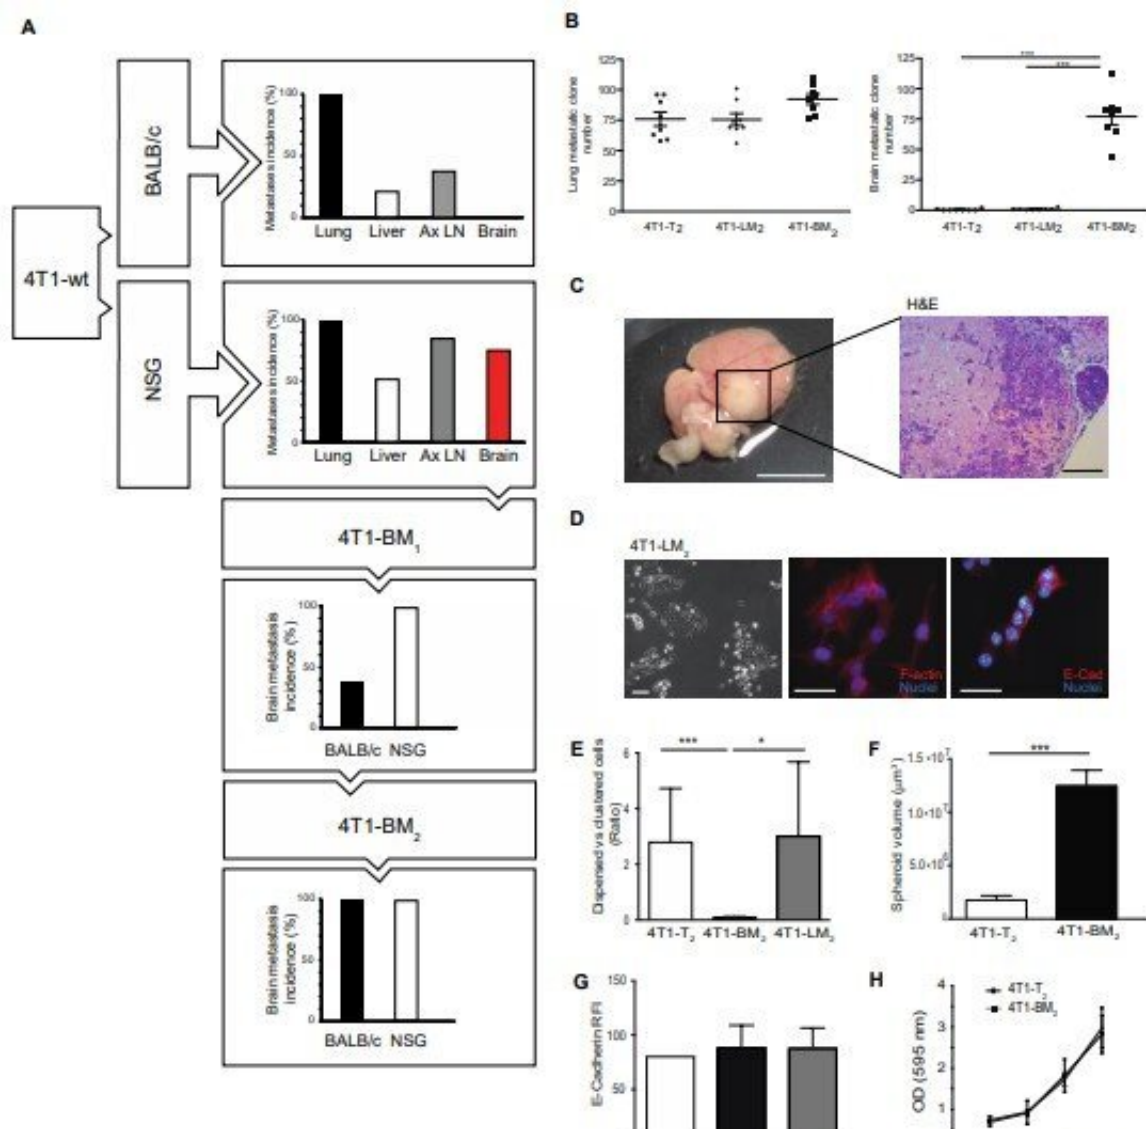 A
4T1-wt
BALB/c
NSG
Metastases incidence (%)
100
50
0
Lung Liver Ax LN Brain
Metastases incidence (%)
100
50
0
Lung Liver Ax LN Brain
4T1-BM1
Brain metastasis
incidence (%)
100
50
0
BALB/c NSG
4T1-BM2
Brain metastasis
incidence (%)
100
50
0
BALB/c NSG
B
Lung metastatic clone
number
125
100
75
50
25
0
4T1-T2 4T1-LM2 4T1-BM2
Brain metastatic clone
number
125
100
75
50
25
0
***
***
4T1-T2 4T1-LM2 4T1-BM2
C
H&E
D
4T1-LM2
F-actin
Nuclei
E-Cad
Nuclei
E
Dispersed vs clustered cells
(Ratio)
6
4
2
0
*** *
4T1-T2 4T1-BM2 4T1-LM2
F
Spheroid volume (μm³)
1.5×10⁷
1.0×10⁷
5.0×10⁶
0
***
4T1-T2 4T1-BM2
G
E-Cadherin RFI
150
100
50
H
OD (595 nm)
4
3
2
1
4T1-T2
4T1-BM2